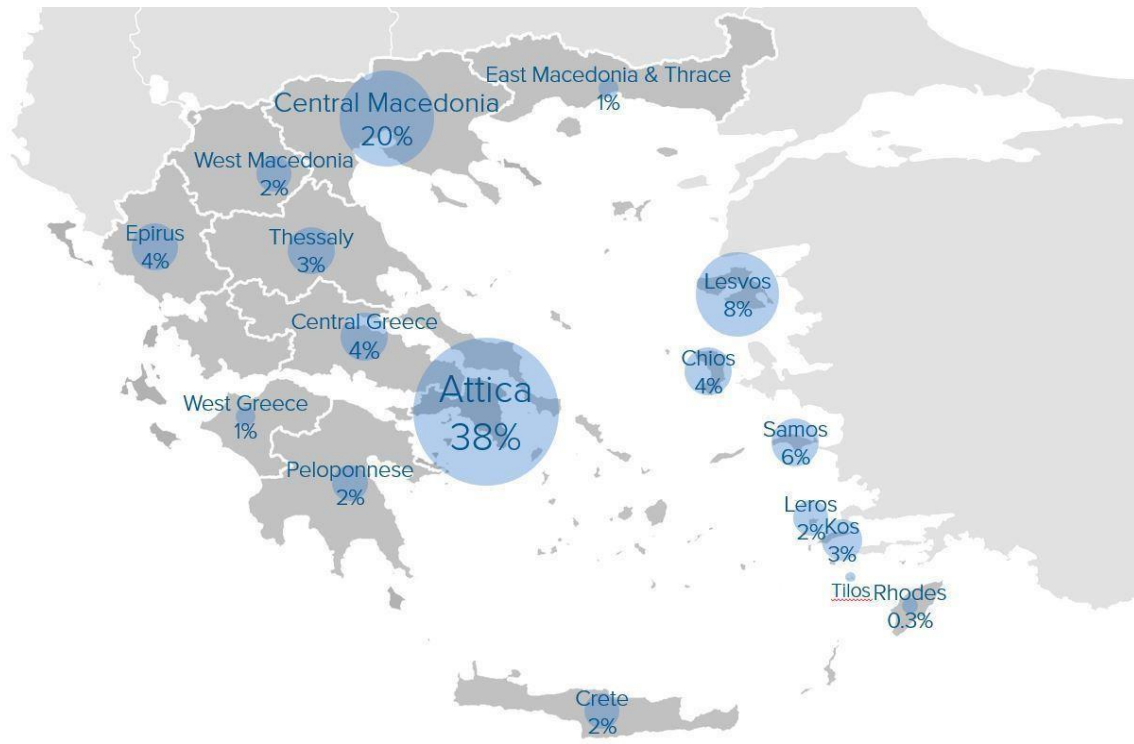 East Macedonia & Thrace
1%
Central Macedonia
20%
West Macedonia
2%
Epirus
4%
Thessaly
3%
Lesvos
8%
Central Greece
4%
Chios
4%
Attica
38%
West Greece
1%
Samos
6%
Peloponnese
2%
Leros
2%
Kos
3%
Tilos
Rhodes
0.3%
Crete
2%